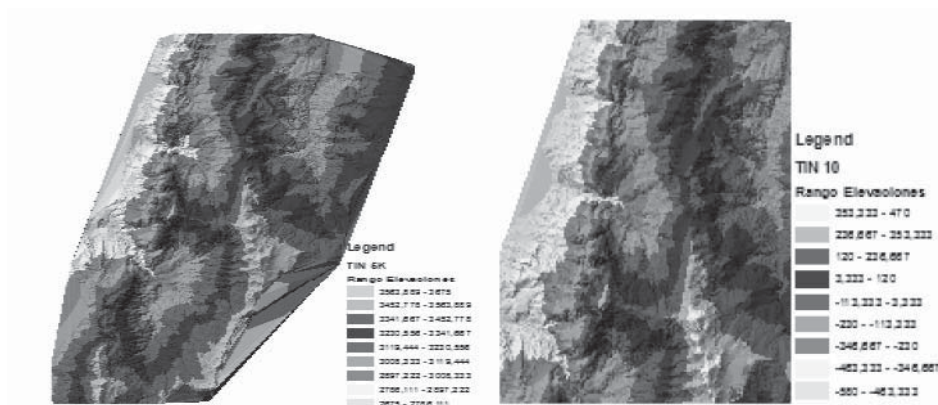 Legend
TIN 5K
Rango Elevaciones
3563,889 - 3675
3452,778 - 3563,889
3341,667 - 3452,778
3230,556 - 3341,667
3119,444 - 3230,556
3008,333 - 3119,444
2897,222 - 3008,333
2786,111 - 2897,222
2675 - 2786,111
Legend
TIN 10
Rango Elevaciones
353,333 - 470
236,667 - 353,333
120 - 236,667
3,333 - 120
-113,333 - 3,333
-230 - -113,333
-346,667 - -230
-463,333 - -346,667
-580 - -463,333